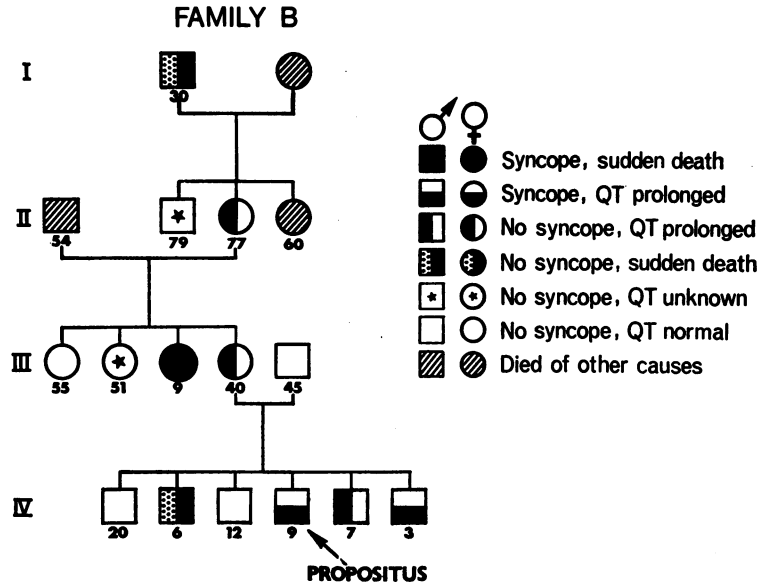 FAMILY B
I
30
II
54 79 77 60
III
55 51 9 40 45
IV
20 6 12 9 7 3
PROPOSITUS
Syncope, sudden death
Syncope, QT prolonged
No syncope, QT prolonged
No syncope, sudden death
No syncope, QT unknown
No syncope, QT normal
Died of other causes